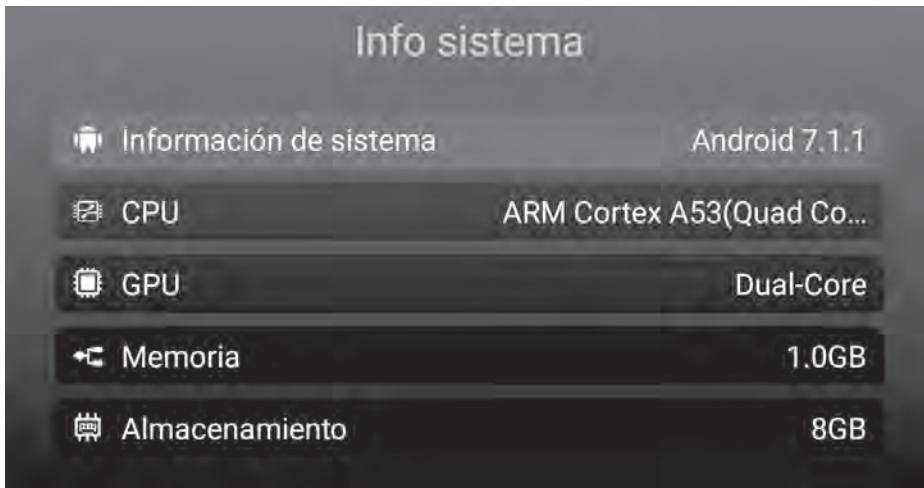 Info sistema
Información de sistema Android 7.1.1
CPU ARM Cortex A53(Quad Co...
GPU Dual-Core
Memoria 1.0GB
Almacenamiento 8GB